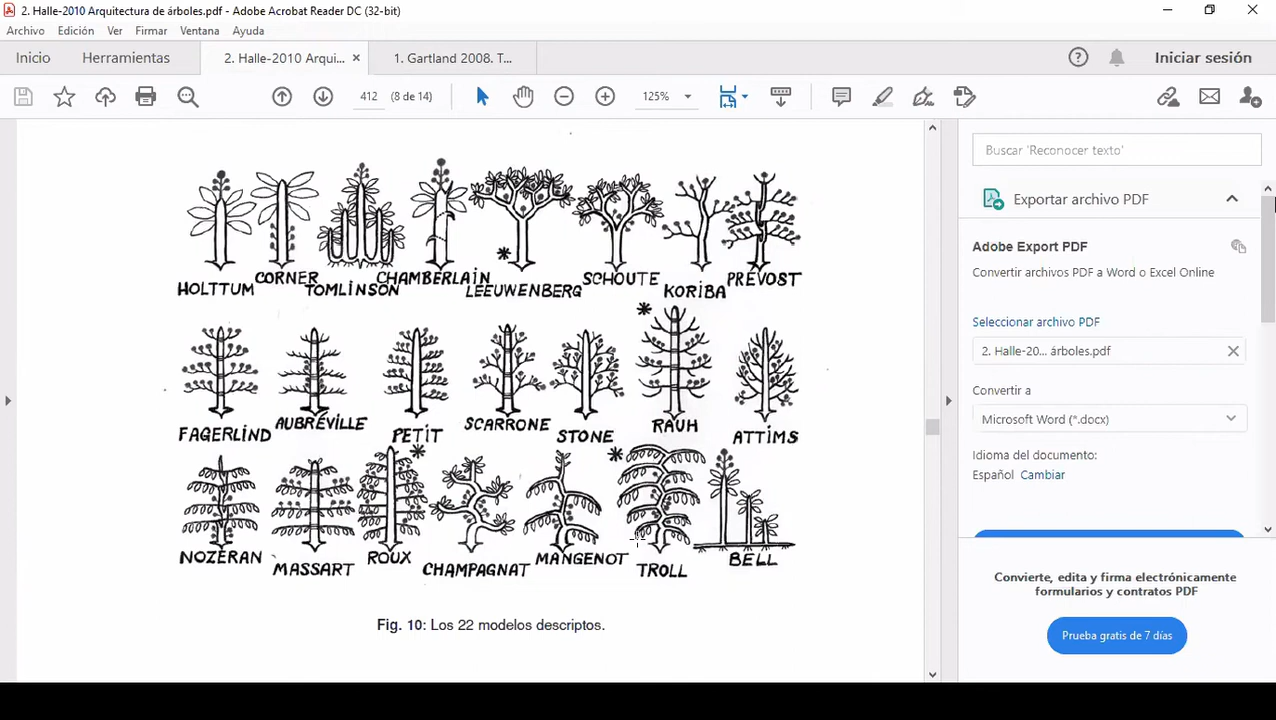 2. Halle-2010 Arquitectura de árboles.pdf - Adobe Acrobat Reader DC (32-bit)
Archivo Edición Ver Firmar Ventana Ayuda
Inicio Herramientas 2. Halle-2010 Arqui... × 1. Gartland 2008. T... Iniciar sesión
412 (8 de 14) 125%
HOLTTUM CORNER TOMLINSON CHAMBERLAIN LEEUWENBERG SCHOUTE KORIBA PRÉVOST
FAGERLIND AUBRÉVILLE PETIT SCARRONE STONE RAUH ATTIMS
NOZERAN MASSART ROUX CHAMPAGNAT MANGENOT TROLL BELL
Fig. 10: Los 22 modelos descriptos.
Buscar 'Reconocer texto'
Exportar archivo PDF
Adobe Export PDF
Convertir archivos PDF a Word o Excel Online
Seleccionar archivo PDF
2. Halle-20... árboles.pdf
Convertir a
Microsoft Word (*.docx)
Idioma del documento:
Español Cambiar
Convierte, edita y firma electrónicamente
formularios y contratos PDF
Prueba gratis de 7 días